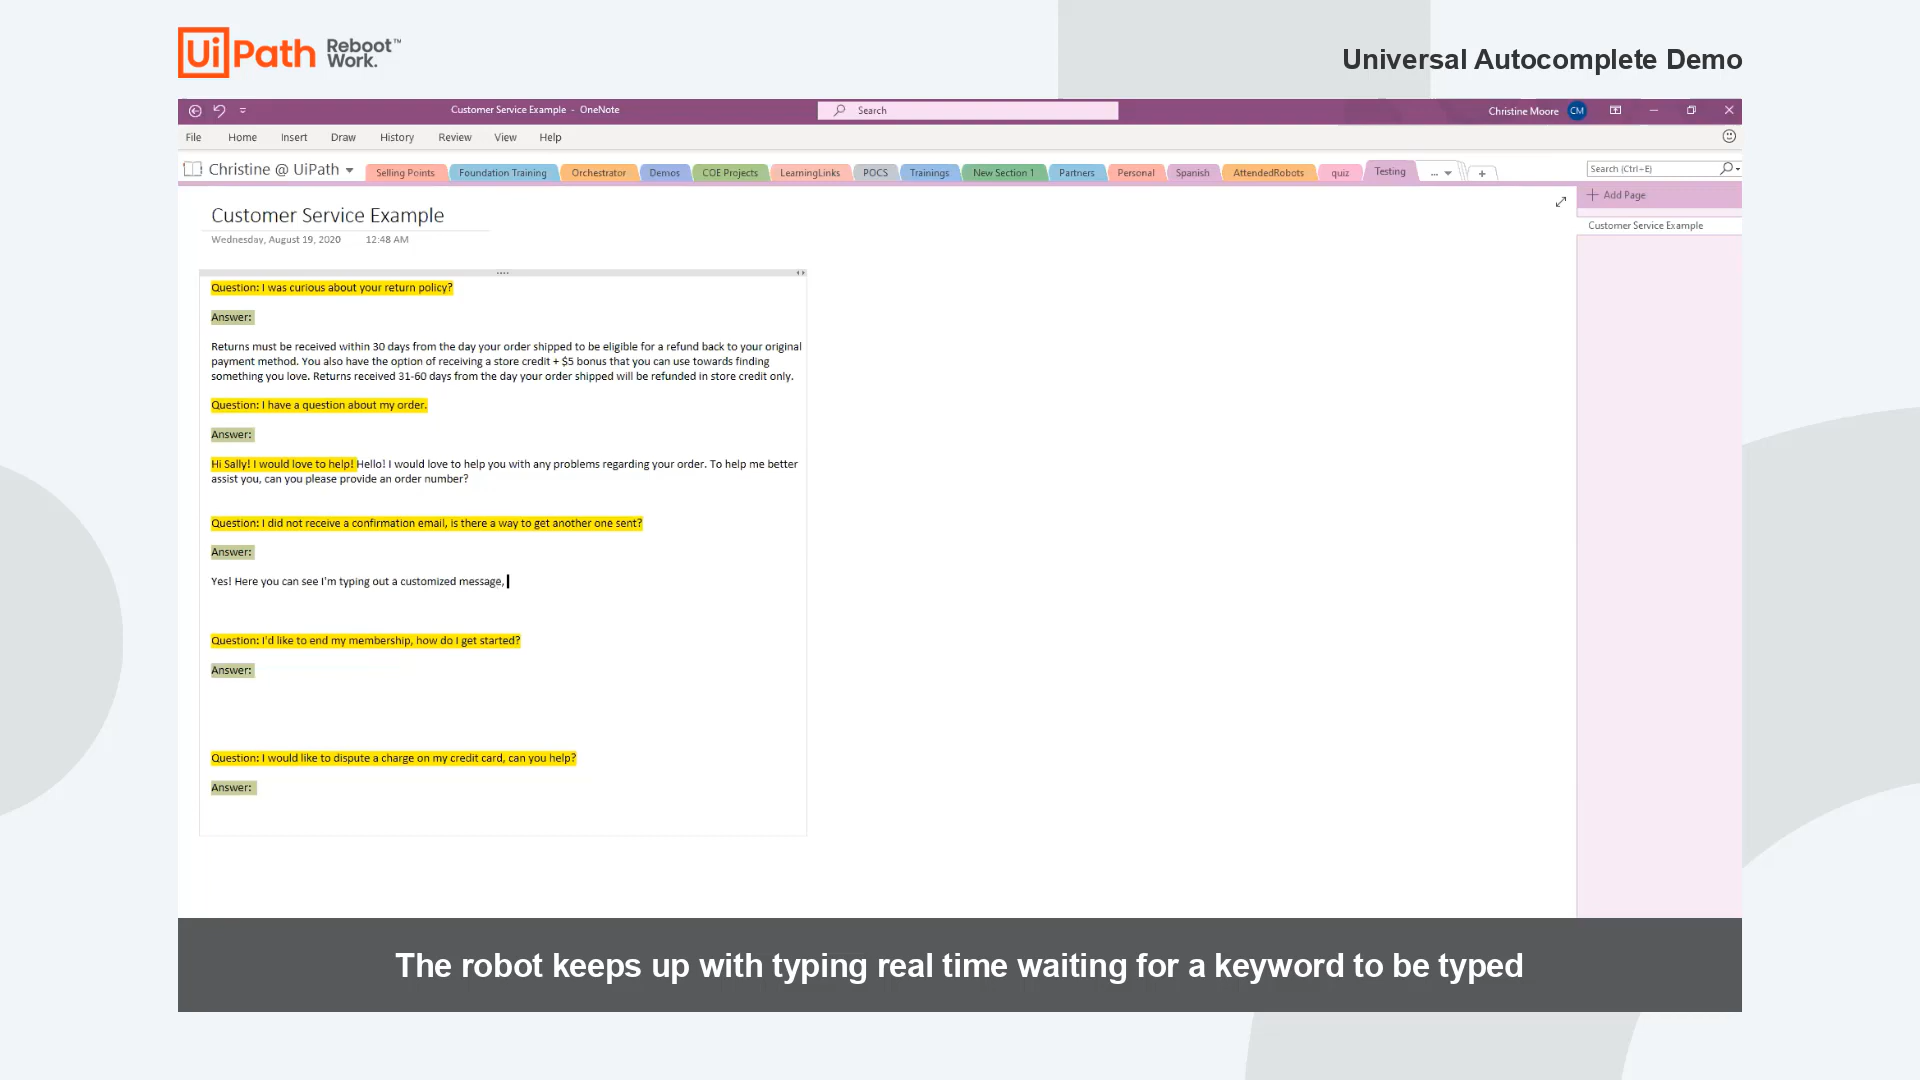 UiPath Reboot Work.™
Universal Autocomplete Demo
Customer Service Example - OneNote
Search
Christine Moore CM
File Home Insert Draw History Review View Help
Christine @ UiPath
Selling Points Foundation Training Orchestrator Demos COE Projects LearningLinks POCS Trainings New Section 1 Partners Personal Spanish AttendedRobots quiz Testing ... +
Search (Ctrl+E)
Add Page
Customer Service Example
Customer Service Example
Wednesday, August 19, 2020 12:48 AM
Question: I was curious about your return policy?
Answer:
Returns must be received within 30 days from the day your order shipped to be eligible for a refund back to your original
payment method. You also have the option of receiving a store credit + $5 bonus that you can use towards finding
something you love. Returns received 31-60 days from the day your order shipped will be refunded in store credit only.
Question: I have a question about my order.
Answer:
Hi Sally! I would love to help! Hello! I would love to help you with any problems regarding your order. To help me better
assist you, can you please provide an order number?
Question: I did not receive a confirmation email, is there a way to get another one sent?
Answer:
Yes! Here you can see I'm typing out a customized message,
Question: I'd like to end my membership, how do I get started?
Answer:
Question: I would like to dispute a charge on my credit card, can you help?
Answer:
The robot keeps up with typing real time waiting for a keyword to be typed